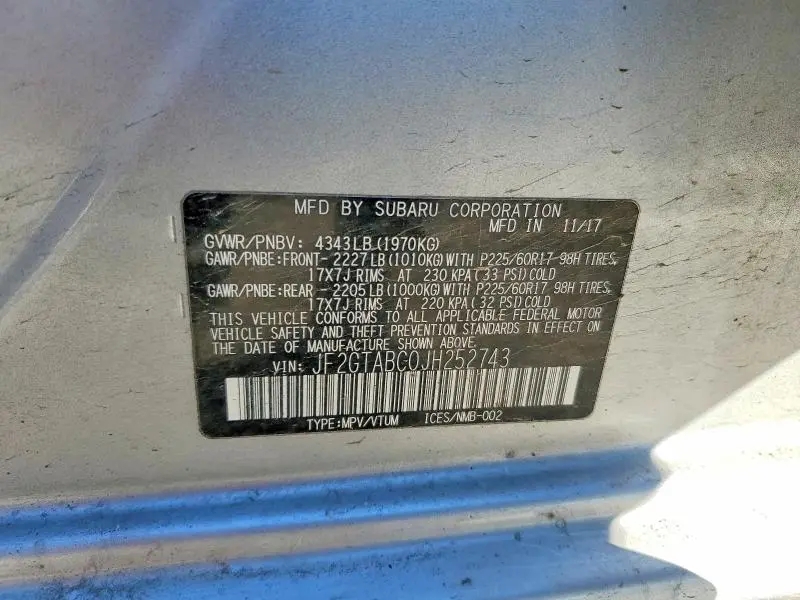 MFD BY SUBARU CORPORATION
MFD IN 11/17
GVWR/PNBV: 4343LB(1970KG)
GAWR/PNBE:FRONT- 2227LB(1010KG)WITH P225/60R17 98H TIRES,
17X7J RIMS AT 230 KPA(33 PSI)COLD
GAWR/PNBE:REAR - 2205LB(1000KG)WITH P225/60R17 98H TIRES,
17X7J RIMS AT 220 KPA(32 PSI)COLD
THIS VEHICLE CONFORMS TO ALL APPLICABLE FEDERAL MOTOR
VEHICLE SAFETY AND THEFT PREVENTION STANDARDS IN EFFECT ON
THE DATE OF MANUFACTURE SHOWN ABOVE.
VIN: JF2GTABC0JH252743
TYPE:MPV/VTUM ICES/NMB-002